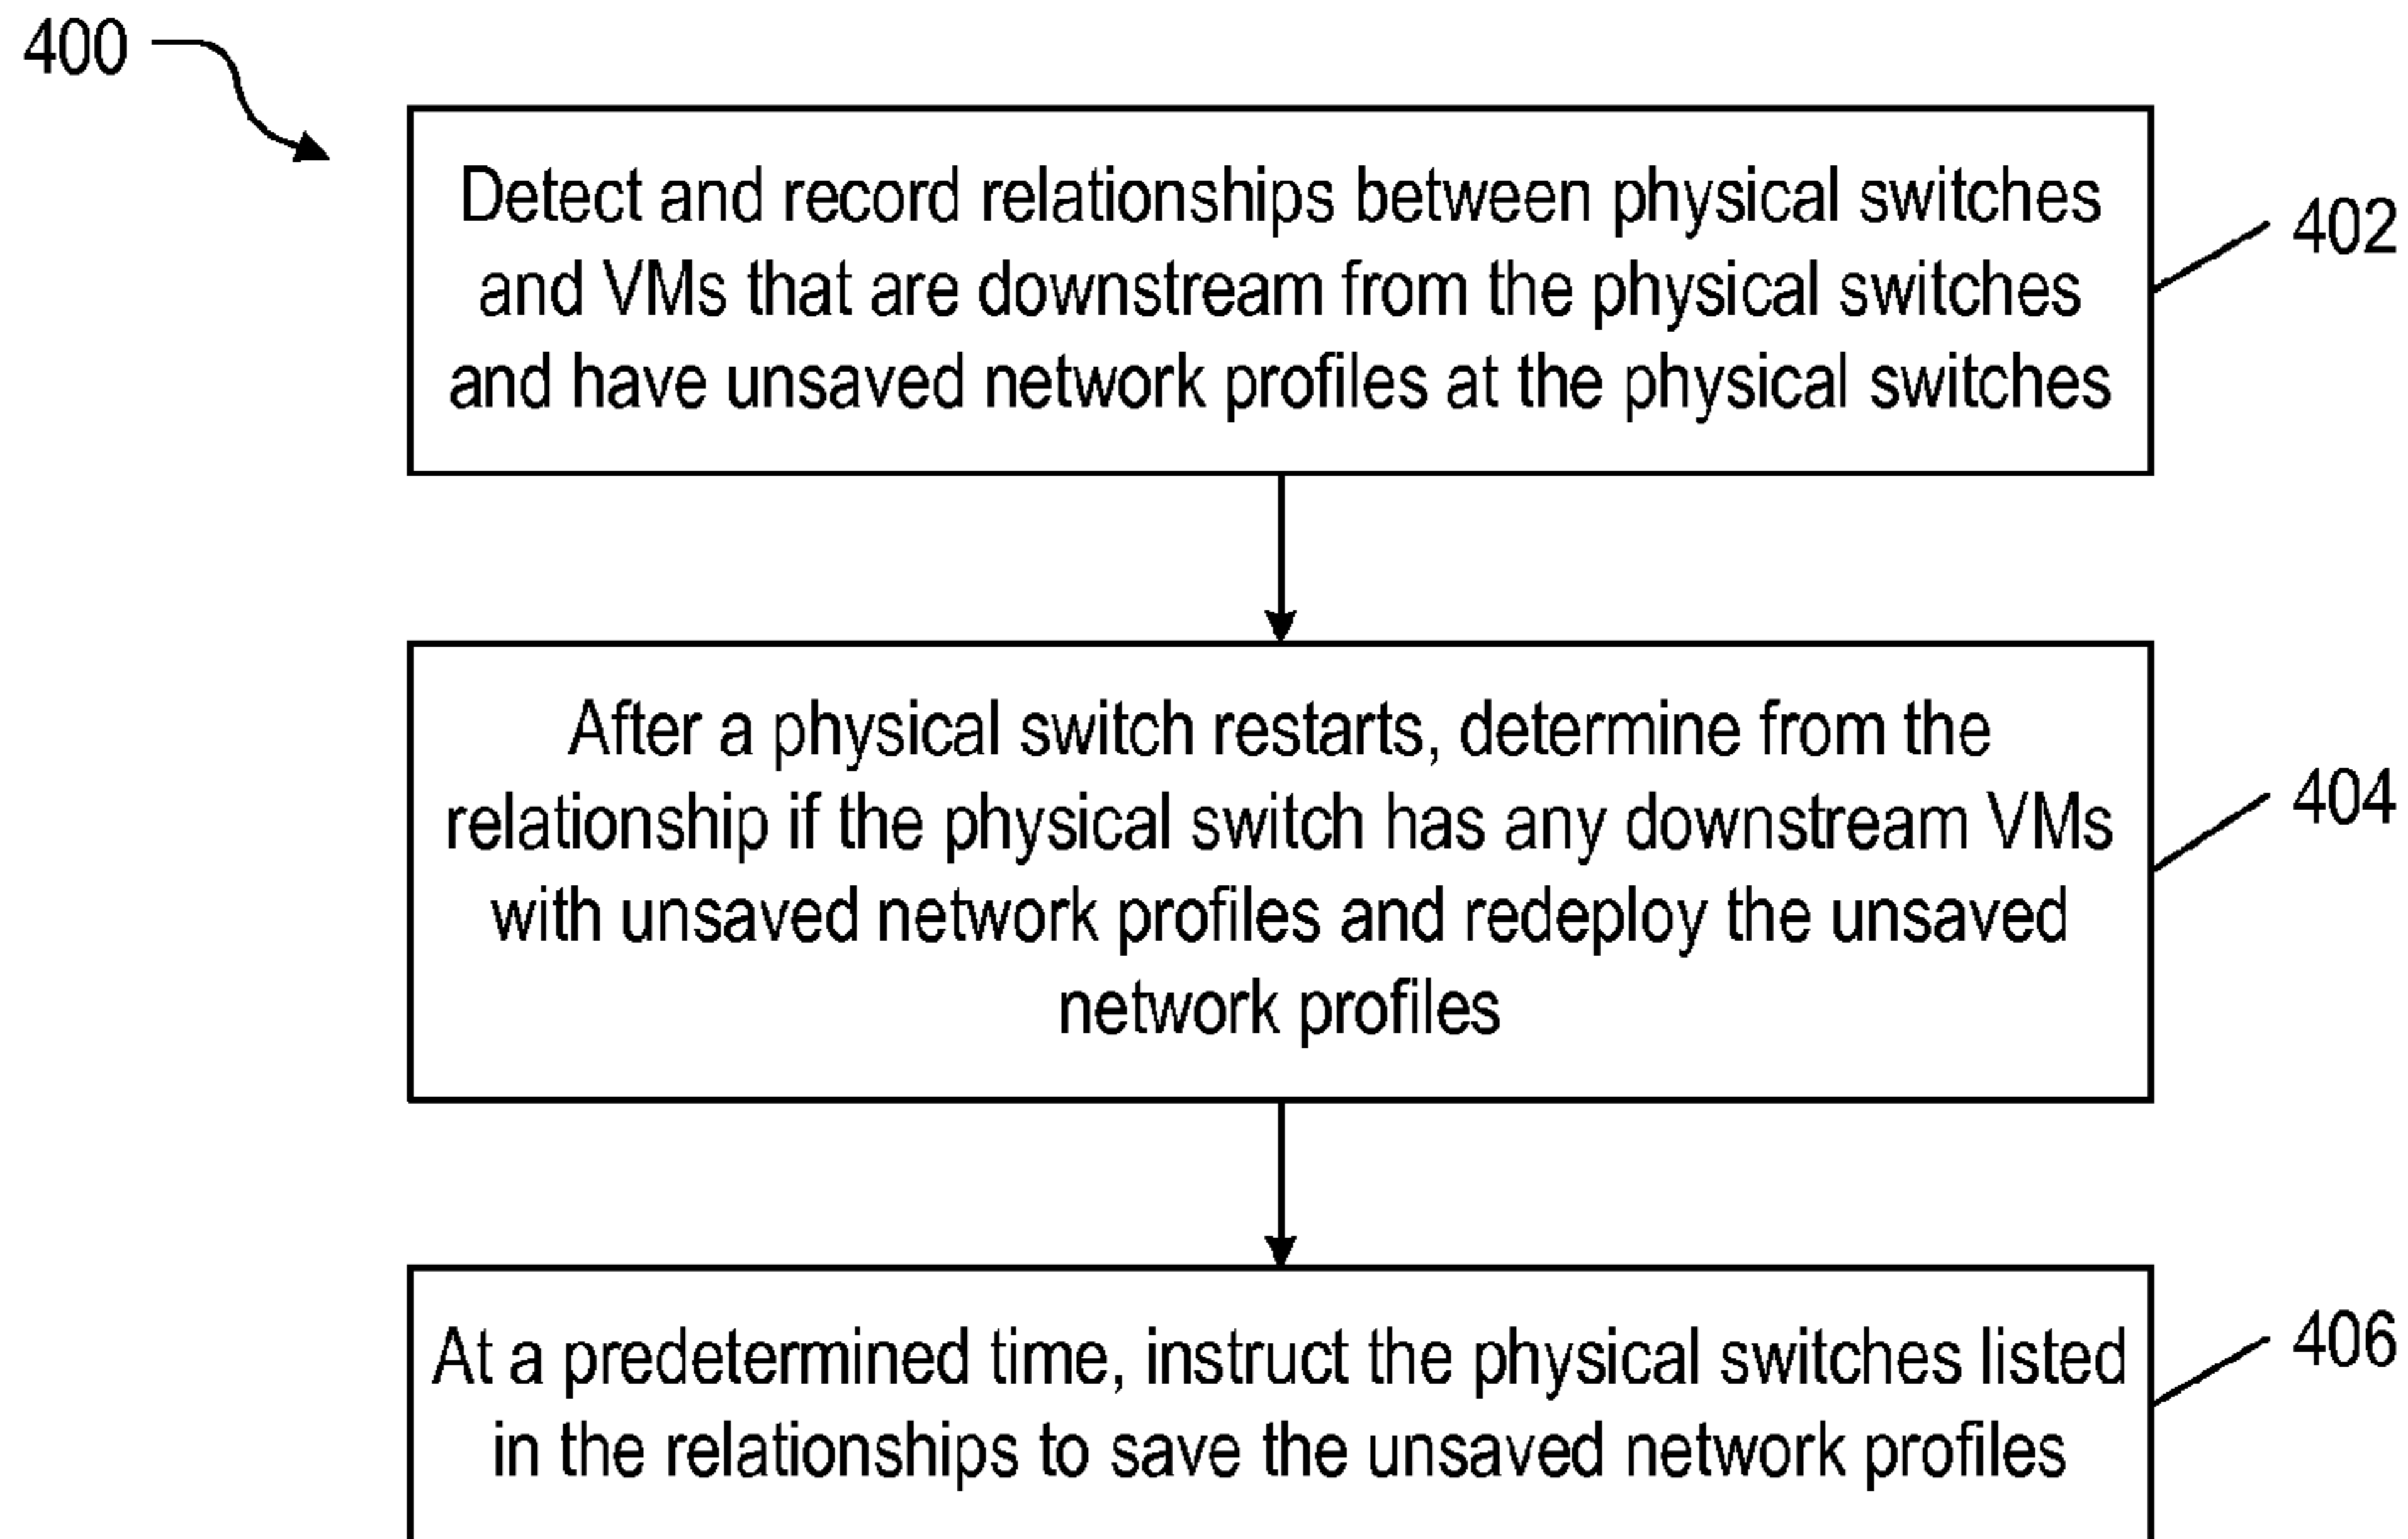 400
Detect and record relationships between physical switches
and VMs that are downstream from the physical switches
and have unsaved network profiles at the physical switches
402
After a physical switch restarts, determine from the
relationship if the physical switch has any downstream VMs
with unsaved network profiles and redeploy the unsaved
network profiles
404
At a predetermined time, instruct the physical switches listed
in the relationships to save the unsaved network profiles
406